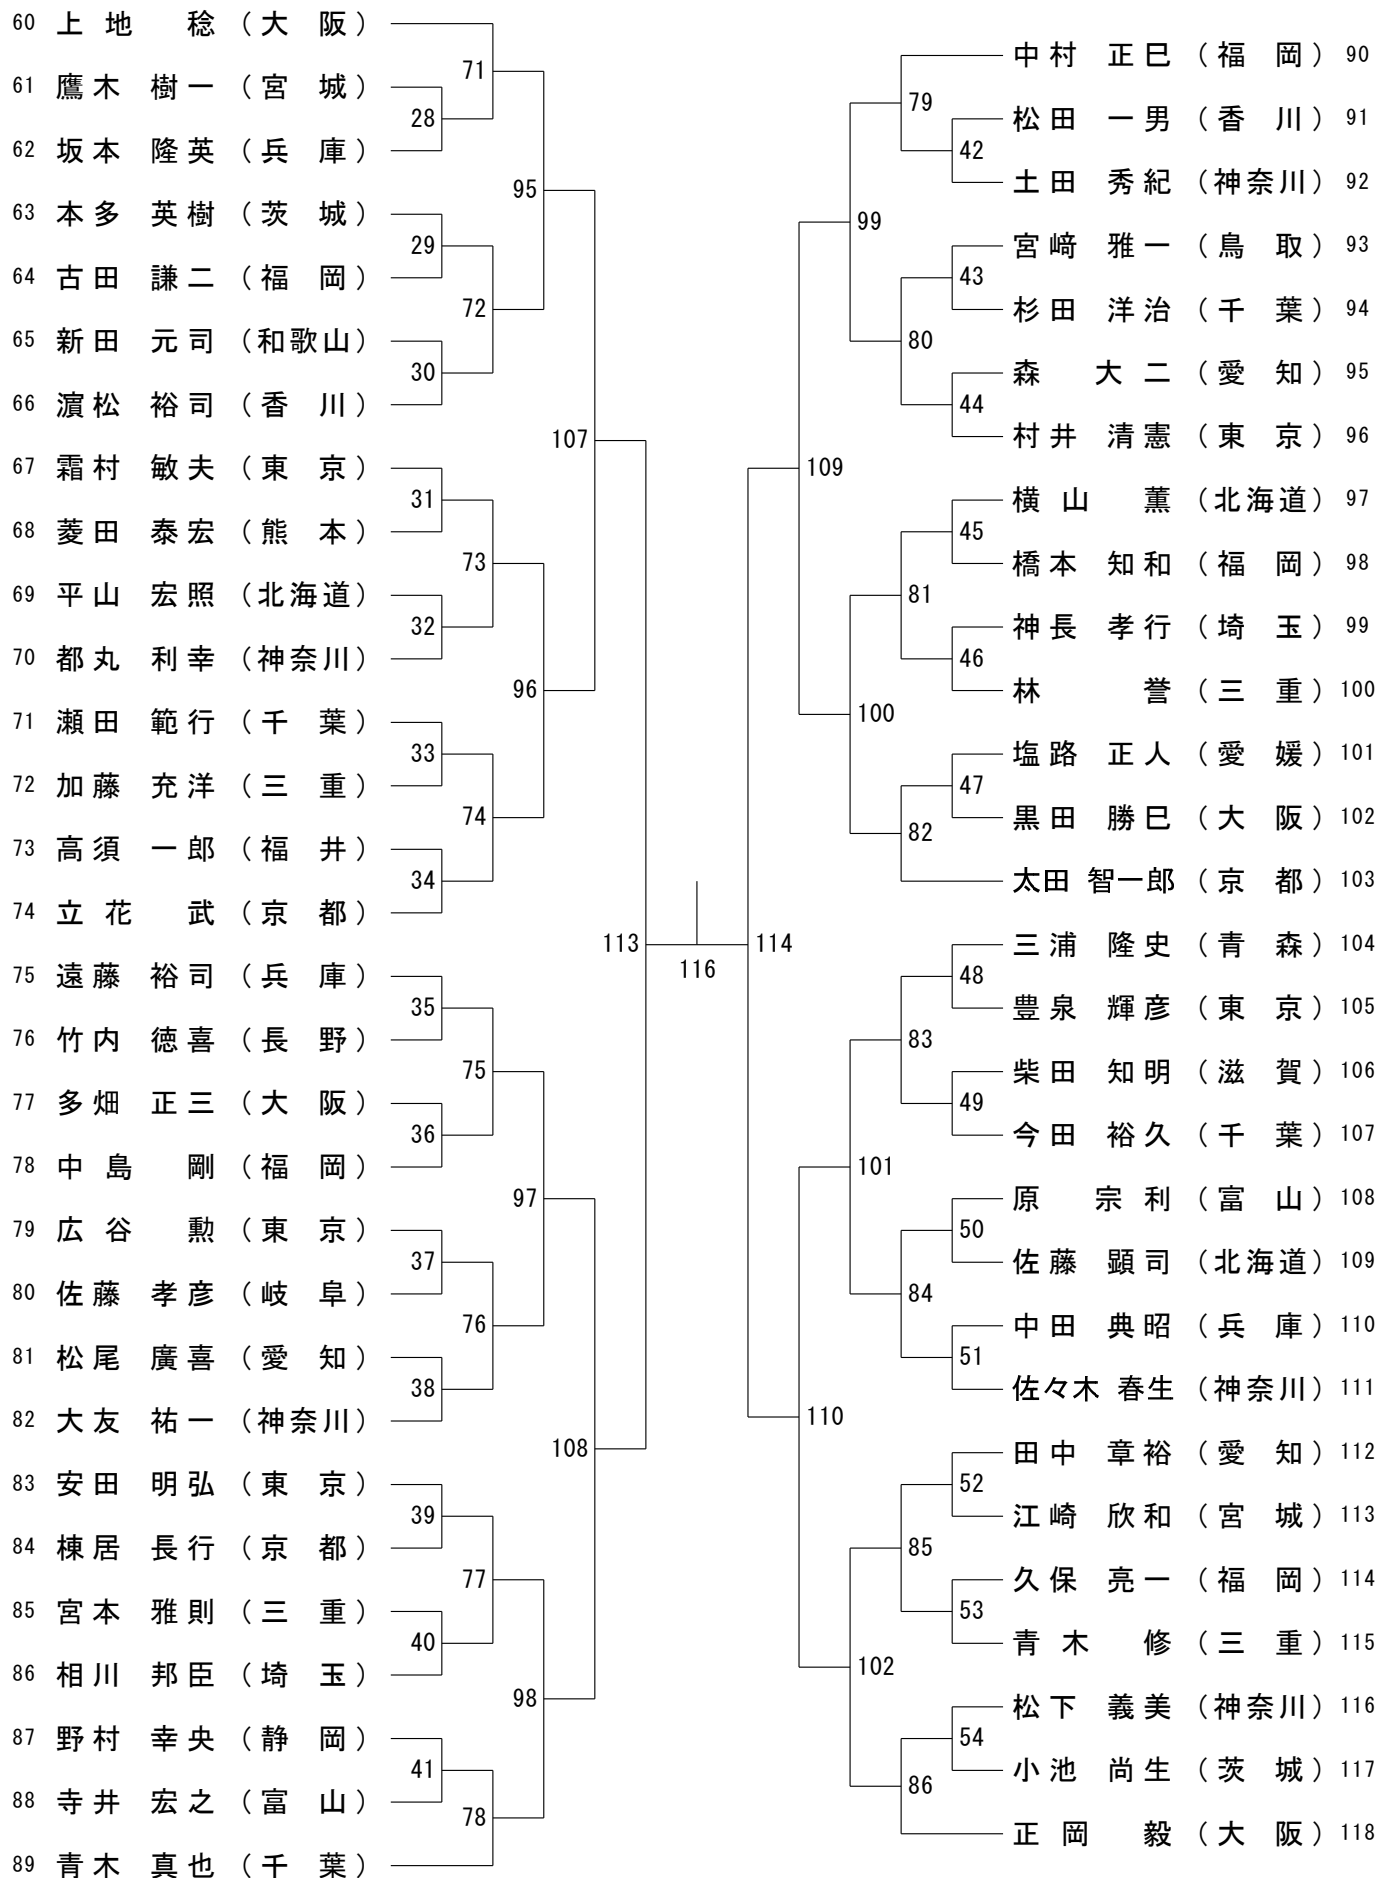 60 上地 稔 (大 阪)
61 鷹木 樹一 (宮 城)
62 坂本 隆英 (兵 庫)
63 本多 英樹 (茨 城)
64 古田 謙二 (福 岡)
65 新田 元司 (和歌山)
66 濵松 裕司 (香 川)
67 霜村 敏夫 (東 京)
68 菱田 泰宏 (熊 本)
69 平山 宏照 (北海道)
70 都丸 利幸 (神奈川)
71 瀬田 範行 (千 葉)
72 加藤 充洋 (三 重)
73 高須 一郎 (福 井)
74 立花 武 (京 都)
75 遠藤 裕司 (兵 庫)
76 竹内 徳喜 (長 野)
77 多畑 正三 (大 阪)
78 中島 剛 (福 岡)
79 広谷 勲 (東 京)
80 佐藤 孝彦 (岐 阜)
81 松尾 廣喜 (愛 知)
82 大友 祐一 (神奈川)
83 安田 明弘 (東 京)
84 棟居 長行 (京 都)
85 宮本 雅則 (三 重)
86 相川 邦臣 (埼 玉)
87 野村 幸央 (静 岡)
88 寺井 宏之 (富 山)
89 青木 真也 (千 葉)
28
29
30
31
32
33
34
35
36
37
38
39
40
41
71
72
73
74
75
76
77
78
95
96
97
98
107
108
113
116
114
109
110
99
100
101
102
79
80
81
82
83
84
85
86
42
43
44
45
46
47
48
49
50
51
52
53
54
中村 正巳 (福 岡) 90
松田 一男 (香 川) 91
土田 秀紀 (神奈川) 92
宮﨑 雅一 (鳥 取) 93
杉田 洋治 (千 葉) 94
森 大二 (愛 知) 95
村井 清憲 (東 京) 96
横山 薫 (北海道) 97
橋本 知和 (福 岡) 98
神長 孝行 (埼 玉) 99
林 誉 (三 重) 100
塩路 正人 (愛 媛) 101
黒田 勝巳 (大 阪) 102
太田 智一郎 (京 都) 103
三浦 隆史 (青 森) 104
豊泉 輝彦 (東 京) 105
柴田 知明 (滋 賀) 106
今田 裕久 (千 葉) 107
原 宗利 (富 山) 108
佐藤 顕司 (北海道) 109
中田 典昭 (兵 庫) 110
佐々木 春生 (神奈川) 111
田中 章裕 (愛 知) 112
江崎 欣和 (宮 城) 113
久保 亮一 (福 岡) 114
青木 修 (三 重) 115
松下 義美 (神奈川) 116
小池 尚生 (茨 城) 117
正岡 毅 (大 阪) 118